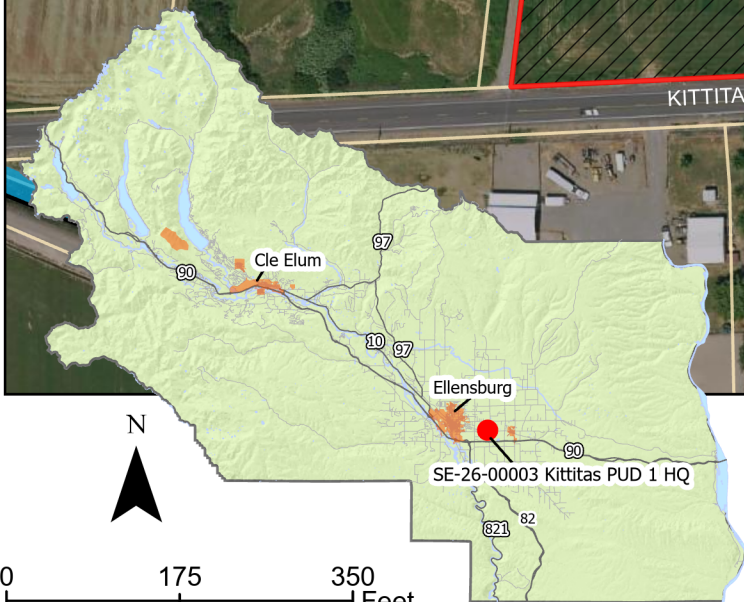 KITTITA
97
Cle Elum
90
10
97
Ellensburg
90
SE-26-00003 Kittitas PUD 1 HQ
N
82
821
0 175 350
Feet